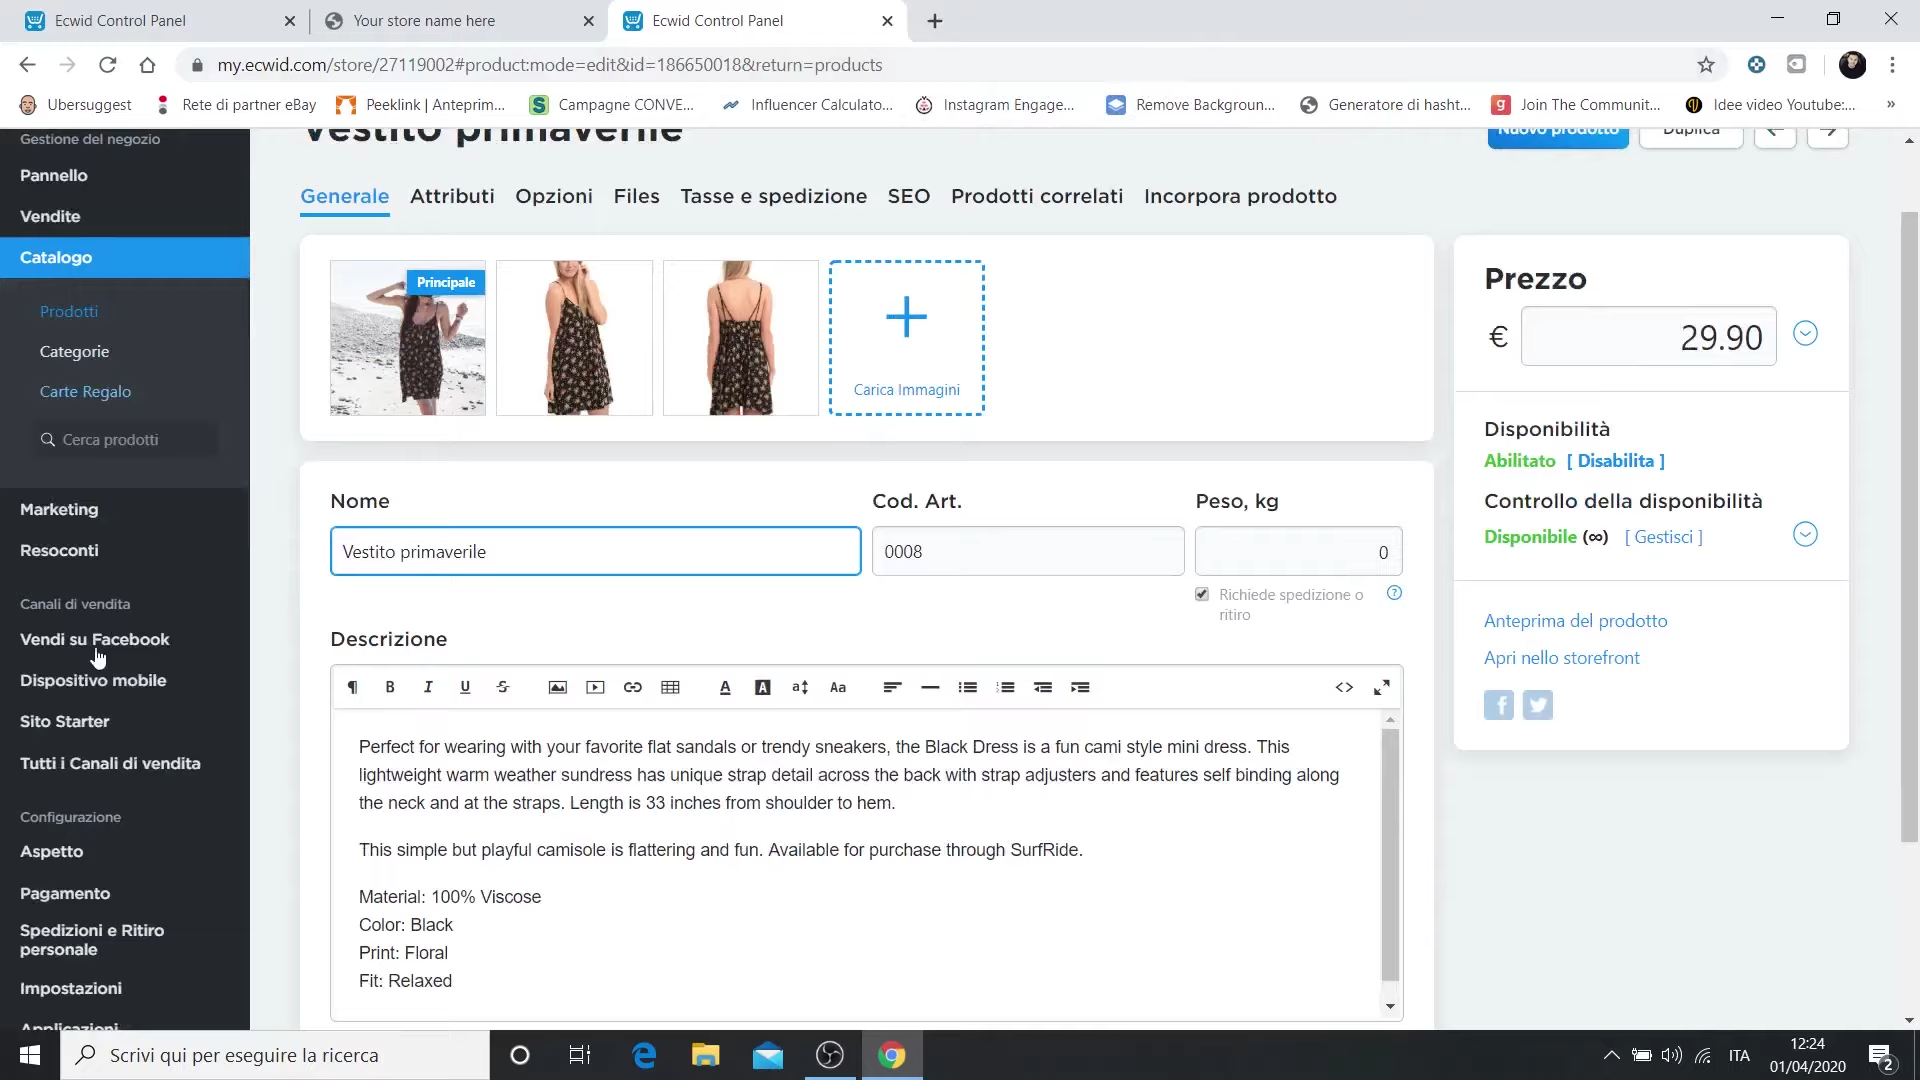 Ecwid Control Panel
Your store name here
Ecwid Control Panel
my.ecwid.com/store/27119002#product:mode=edit&id=186650018&return=products
Ubersuggest
Rete di partner eBay
Peeklink | Anteprim...
Campagne CONVE...
Influencer Calculato...
Instagram Engage...
Remove Backgroun...
Generatore di hasht...
Join The Communit...
Idee video Youtube:...
»
Gestione del negozio
Pannello
Vendite
Catalogo
Prodotti
Categorie
Carte Regalo
Cerca prodotti
Marketing
Resoconti
Canali di vendita
Vendi su Facebook
Dispositivo mobile
Sito Starter
Tutti i Canali di vendita
Configurazione
Aspetto
Pagamento
Spedizioni e Ritiro
personale
Impostazioni
Applicazioni
Vestito primaverile
Nuovo prodotto
Duplica
Generale
Attributi
Opzioni
Files
Tasse e spedizione
SEO
Prodotti correlati
Incorpora prodotto
Principale
Carica Immagini
Nome
Cod. Art.
Peso, kg
Vestito primaverile
0008
0
Richiede spedizione o
ritiro
Descrizione
Perfect for wearing with your favorite flat sandals or trendy sneakers, the Black Dress is a fun cami style mini dress. This
lightweight warm weather sundress has unique strap detail across the back with strap adjusters and features self binding along
the neck and at the straps. Length is 33 inches from shoulder to hem.
This simple but playful camisole is flattering and fun. Available for purchase through SurfRide.
Material: 100% Viscose
Color: Black
Print: Floral
Fit: Relaxed
Prezzo
€ 29.90
Disponibilità
Abilitato [ Disabilita ]
Controllo della disponibilità
Disponibile (∞) [ Gestisci ]
Anteprima del prodotto
Apri nello storefront
Scrivi qui per eseguire la ricerca
ITA
12:24
01/04/2020
2